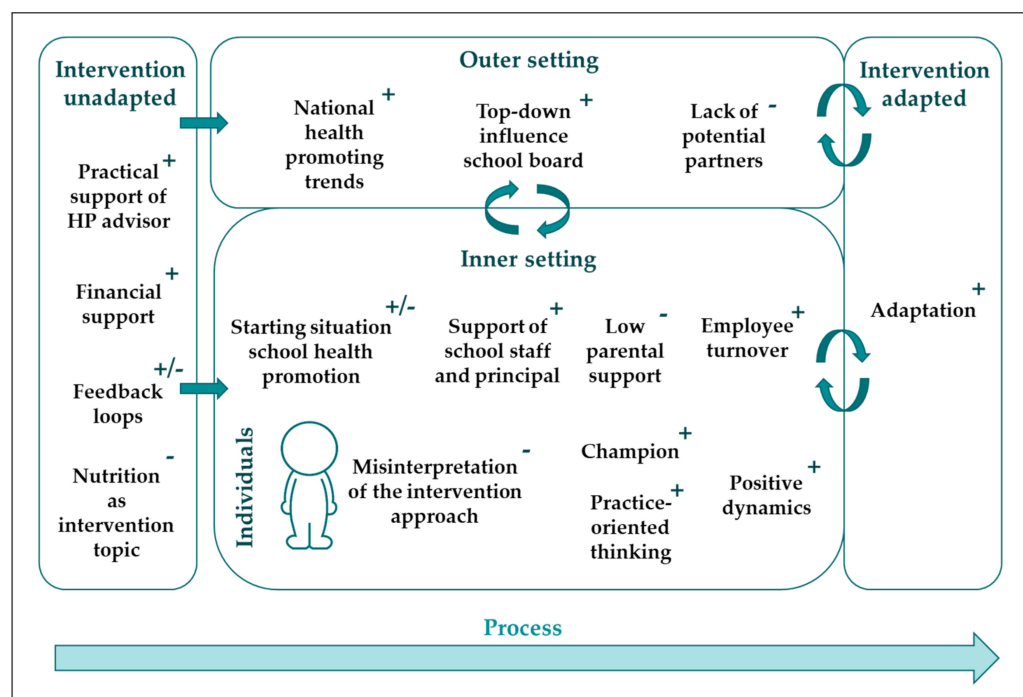 Intervention
unadapted
Practical +
support of
HP advisor
Financial +
support
+/-
Feedback
loops
Nutrition -
as
intervention
topic
Outer setting
National +
health
promoting
trends
Top-down +
influence
school board
Lack of -
potential
partners
Inner setting
+/-
Starting situation
school health
promotion
Support of +
school staff
and principal
Low -
parental
support
Employee +
turnover
Individuals
Misinterpretation -
of the intervention
approach
Champion +
Practice- +
oriented
thinking
Positive +
dynamics
Intervention
adapted
Adaptation +
Process